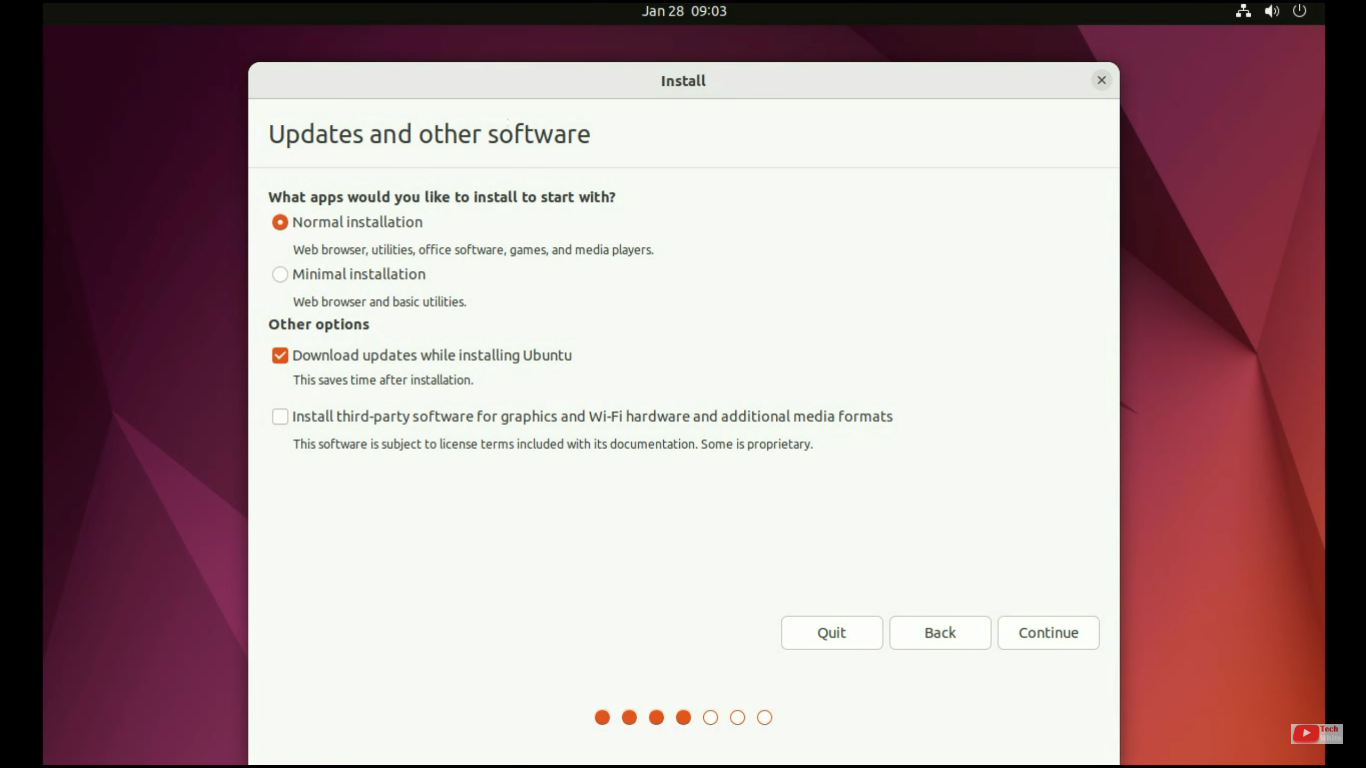 Jan 28 09:03
Install
Updates and other software
What apps would you like to install to start with?
Normal installation
Web browser, utilities, office software, games, and media players.
Minimal installation
Web browser and basic utilities.
Other options
Download updates while installing Ubuntu
This saves time after installation.
Install third-party software for graphics and Wi-Fi hardware and additional media formats
This software is subject to license terms included with its documentation. Some is proprietary.
Quit Back Continue
Tech